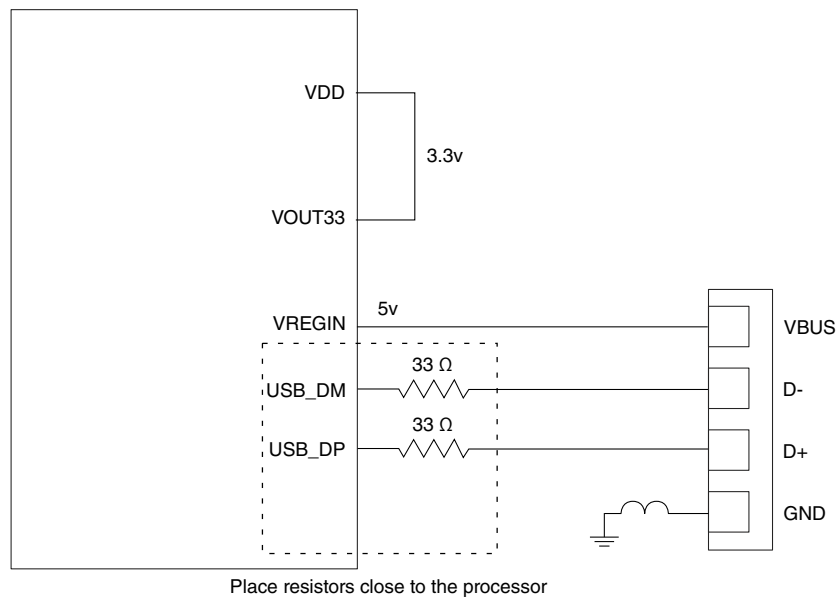 VDD
3.3v
VOUT33
VREGIN
5v
VBUS
USB_DM
33 Ω
D-
USB_DP
33 Ω
D+
GND
Place resistors close to the processor